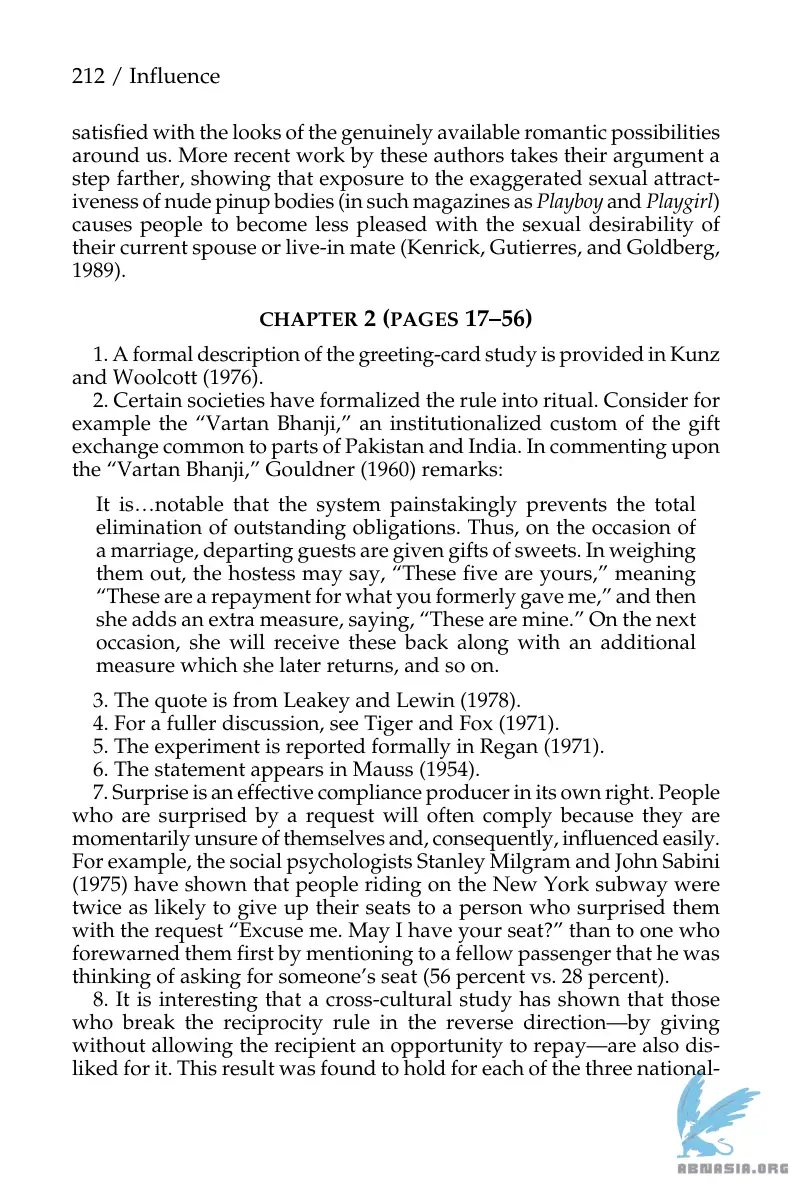 212 / Influence
satisfied with the looks of the genuinely available romantic possibilities
around us. More recent work by these authors takes their argument a
step farther, showing that exposure to the exaggerated sexual attract-
iveness of nude pinup bodies (in such magazines as Playboy and Playgirl)
causes people to become less pleased with the sexual desirability of
their current spouse or live-in mate (Kenrick, Gutierres, and Goldberg,
1989).
CHAPTER 2 (PAGES 17–56)
1. A formal description of the greeting-card study is provided in Kunz
and Woolcott (1976).
2. Certain societies have formalized the rule into ritual. Consider for
example the “Vartan Bhanji,” an institutionalized custom of the gift
exchange common to parts of Pakistan and India. In commenting upon
the “Vartan Bhanji,” Gouldner (1960) remarks:
It is…notable that the system painstakingly prevents the total
elimination of outstanding obligations. Thus, on the occasion of
a marriage, departing guests are given gifts of sweets. In weighing
them out, the hostess may say, “These five are yours,” meaning
“These are a repayment for what you formerly gave me,” and then
she adds an extra measure, saying, “These are mine.” On the next
occasion, she will receive these back along with an additional
measure which she later returns, and so on.
3. The quote is from Leakey and Lewin (1978).
4. For a fuller discussion, see Tiger and Fox (1971).
5. The experiment is reported formally in Regan (1971).
6. The statement appears in Mauss (1954).
7. Surprise is an effective compliance producer in its own right. People
who are surprised by a request will often comply because they are
momentarily unsure of themselves and, consequently, influenced easily.
For example, the social psychologists Stanley Milgram and John Sabini
(1975) have shown that people riding on the New York subway were
twice as likely to give up their seats to a person who surprised them
with the request “Excuse me. May I have your seat?” than to one who
forewarned them first by mentioning to a fellow passenger that he was
thinking of asking for someone’s seat (56 percent vs. 28 percent).
8. It is interesting that a cross-cultural study has shown that those
who break the reciprocity rule in the reverse direction—by giving
without allowing the recipient an opportunity to repay—are also dis-
liked for it. This result was found to hold for each of the three national-
ABNASIA.ORG